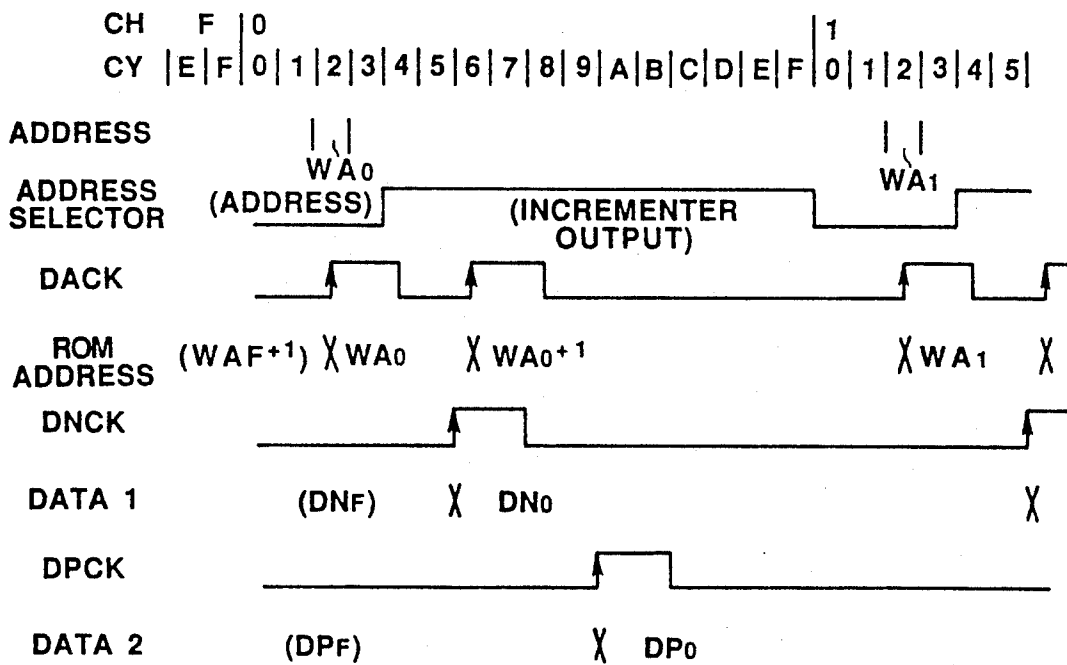 CH F 0 1
CY E F 0 1 2 3 4 5 6 7 8 9 A B C D E F 0 1 2 3 4 5
ADDRESS
WA0 WA1
ADDRESS SELECTOR (ADDRESS) (INCREMENTER OUTPUT)
DACK
ROM ADDRESS (WAF+1) WA0 WA0+1 WA1
DNCK
DATA 1 (DNF) DN0
DPCK
DATA 2 (DPF) DP0